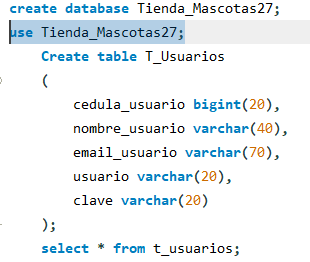 create database Tienda_Mascotas27;
use Tienda_Mascotas27;
Create table T_Usuarios
(
cedula_usuario bigint(20),
nombre_usuario varchar(40),
email_usuario varchar(70),
usuario varchar(20),
clave varchar(20)
);
select * from t_usuarios;